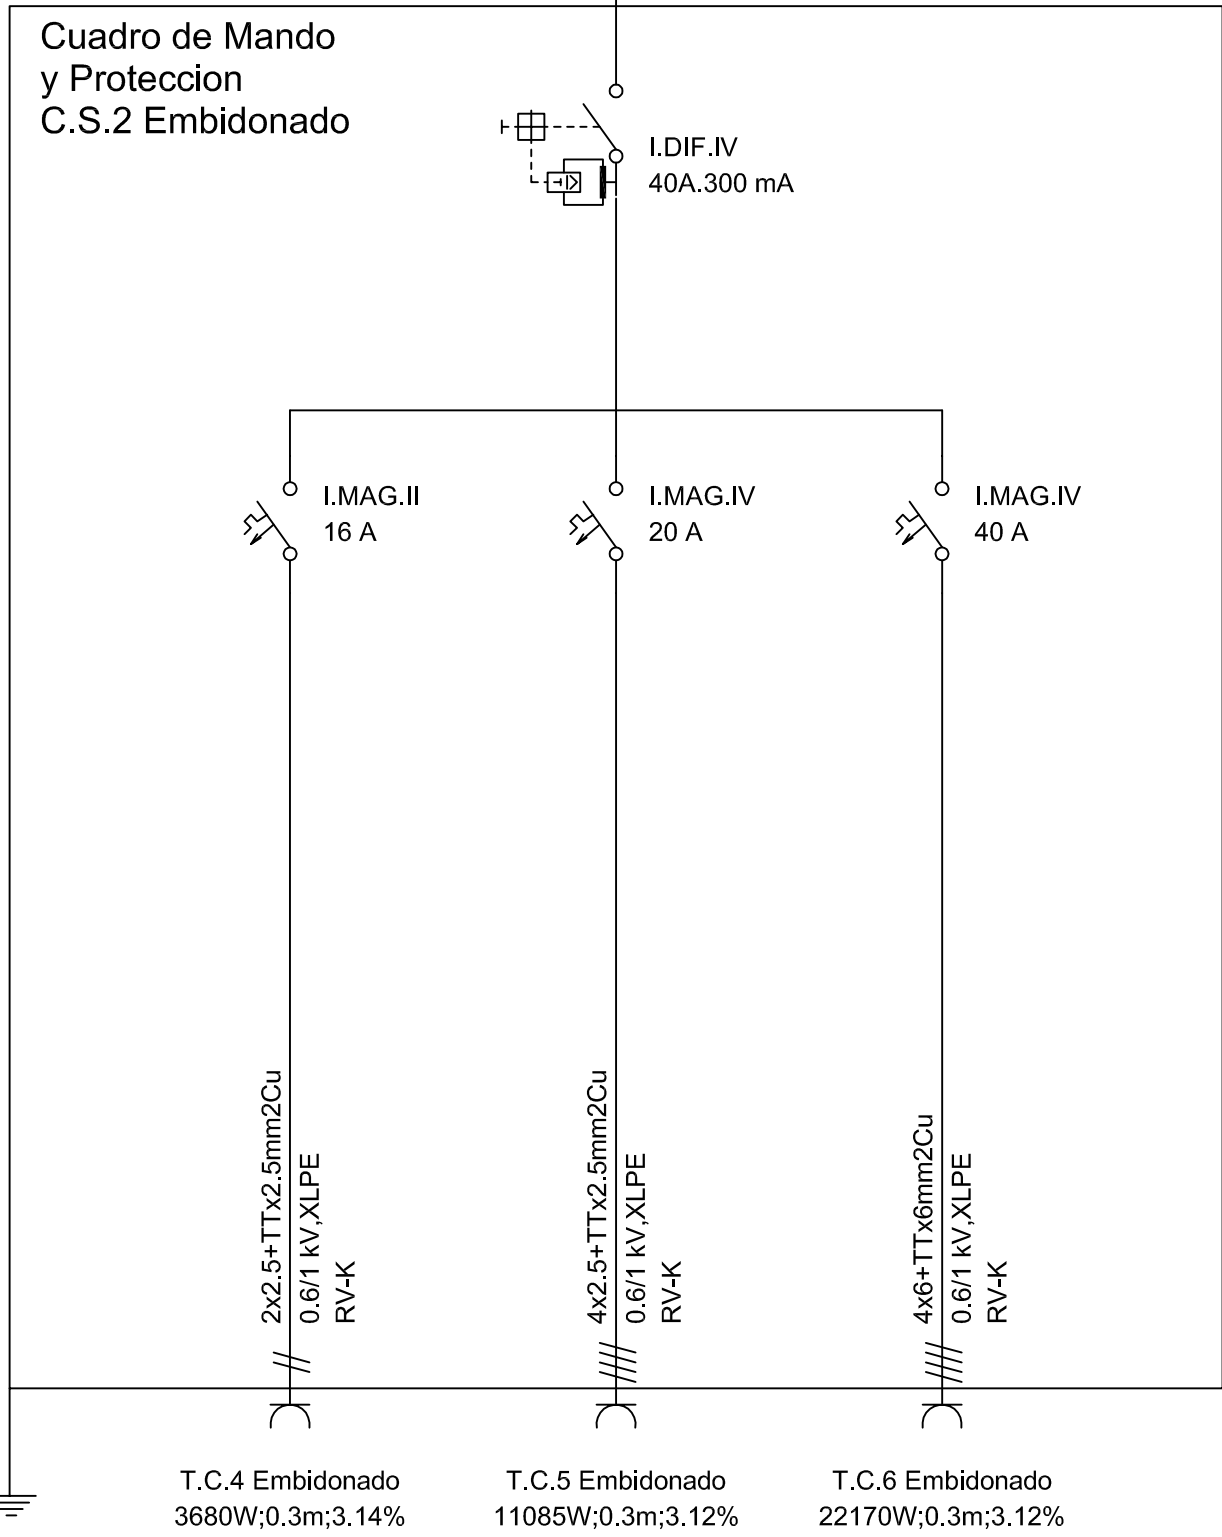 Cuadro de Mando
y Proteccion
C.S.2 Embidonado
I.DIF.IV
40A.300 mA
I.MAG.II
16 A
I.MAG.IV
20 A
I.MAG.IV
40 A
2x2.5+TTx2.5mm2Cu
0.6/1 kV,XLPE
RV-K
4x2.5+TTx2.5mm2Cu
0.6/1 kV,XLPE
RV-K
4x6+TTx6mm2Cu
0.6/1 kV,XLPE
RV-K
T.C.4 Embidonado
3680W;0.3m;3.14%
T.C.5 Embidonado
11085W;0.3m;3.12%
T.C.6 Embidonado
22170W;0.3m;3.12%